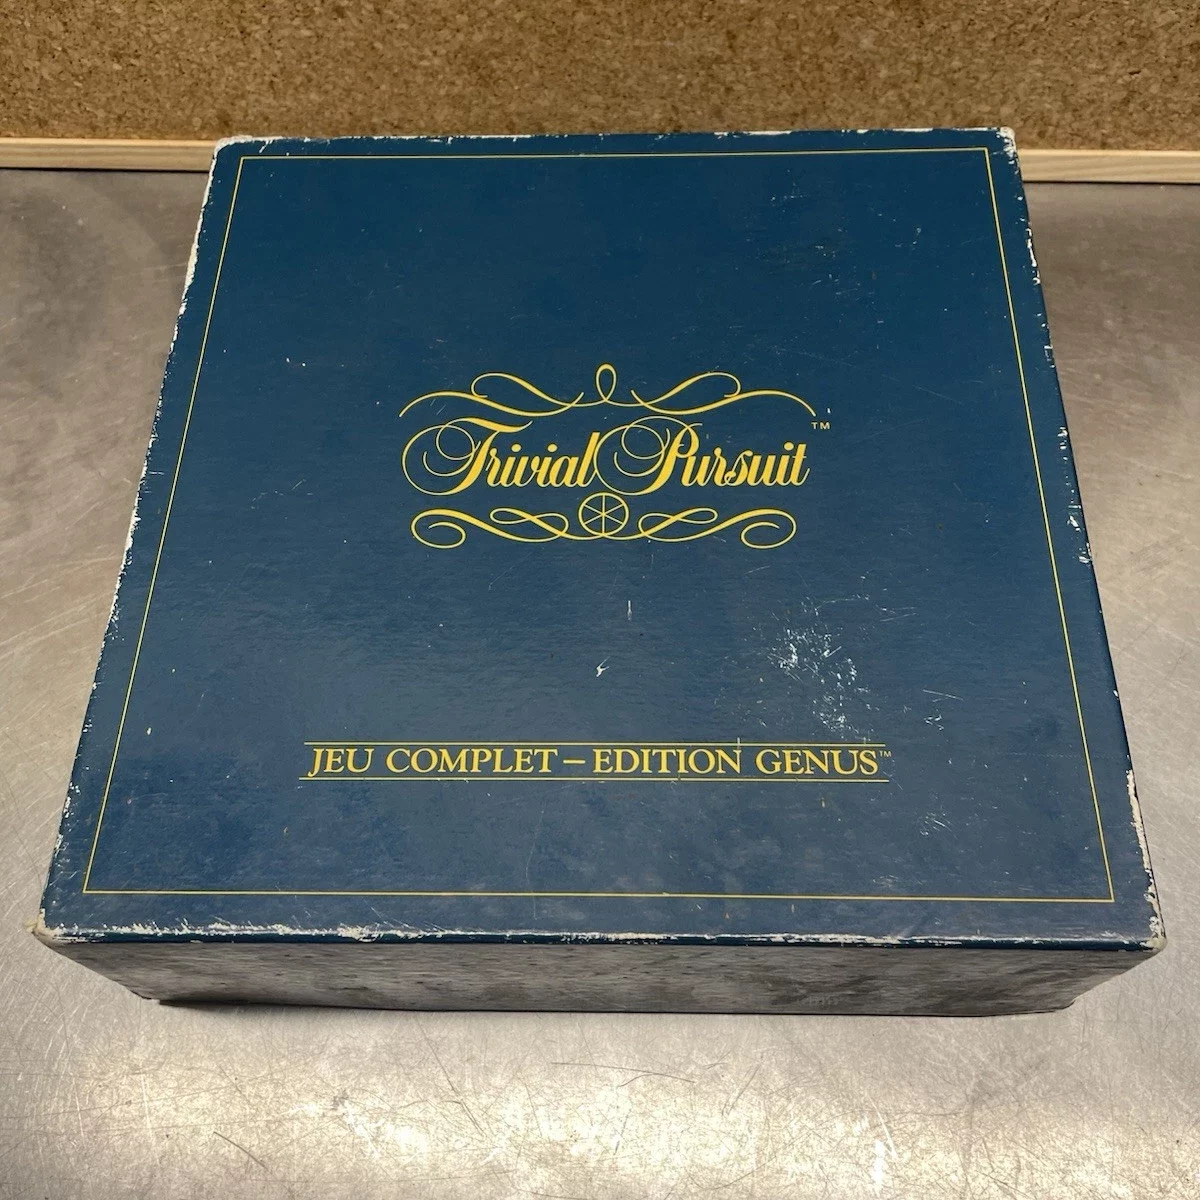 Trivial Pursuit™
JEU COMPLET – EDITION GENUS™